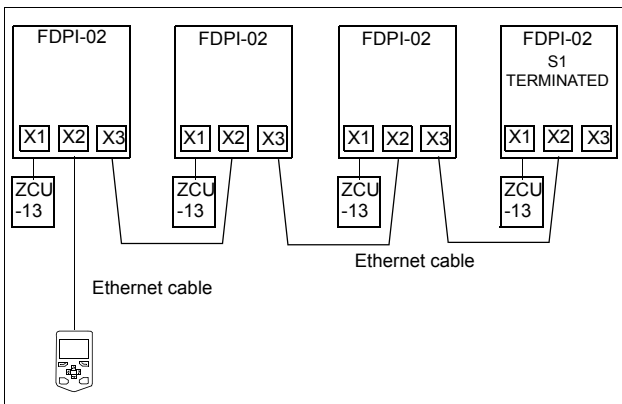 FDPI-02
FDPI-02
FDPI-02
FDPI-02
S1
TERMINATED
X1 X2 X3
X1 X2 X3
X1 X2 X3
X1 X2 X3
ZCU
-13
ZCU
-13
ZCU
-13
ZCU
-13
Ethernet cable
Ethernet cable